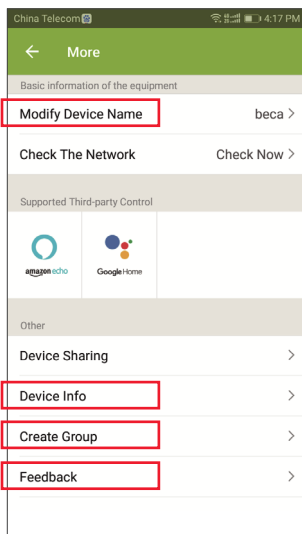 China Telecom 4:17 PM
More
Basic information of the equipment
Modify Device Name beca >
Check The Network Check Now >
Supported Third-party Control
amazon echo Google Home
Other
Device Sharing >
Device Info >
Create Group >
Feedback >